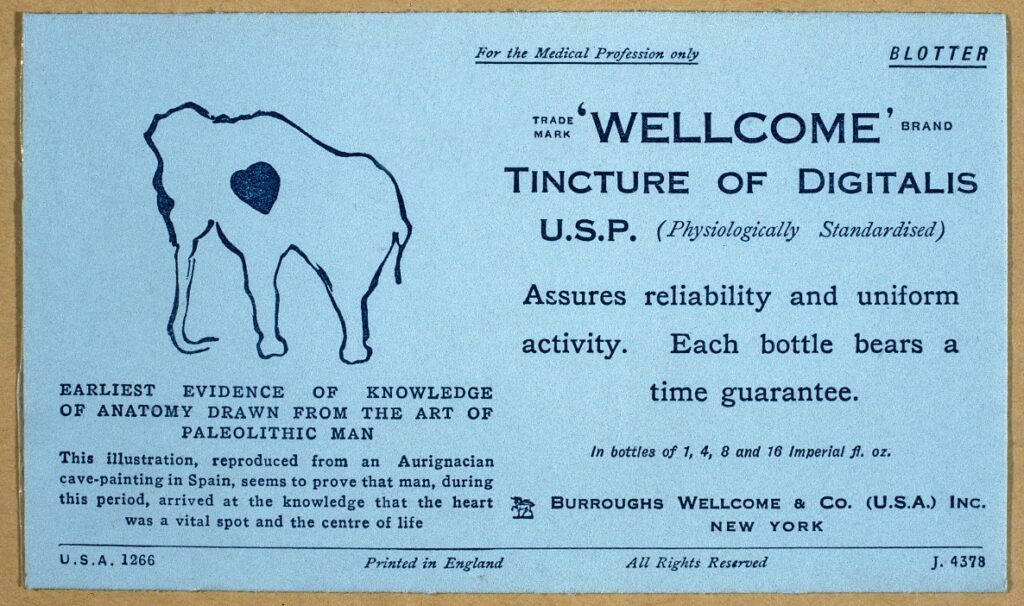 For the Medical Profession only
BLOTTER
TRADE MARK 'WELLCOME' BRAND
TINCTURE OF DIGITALIS
U.S.P. (Physiologically Standardised)
Assures reliability and uniform
activity. Each bottle bears a
time guarantee.
In bottles of 1, 4, 8 and 16 Imperial fl. oz.
BURROUGHS WELLCOME & CO. (U.S.A.) INC.
NEW YORK
EARLIEST EVIDENCE OF KNOWLEDGE
OF ANATOMY DRAWN FROM THE ART OF
PALEOLITHIC MAN
This illustration, reproduced from an Aurignacian
cave-painting in Spain, seems to prove that man, during
this period, arrived at the knowledge that the heart
was a vital spot and the centre of life
U.S.A. 1266
Printed in England
All Rights Reserved
J. 4378